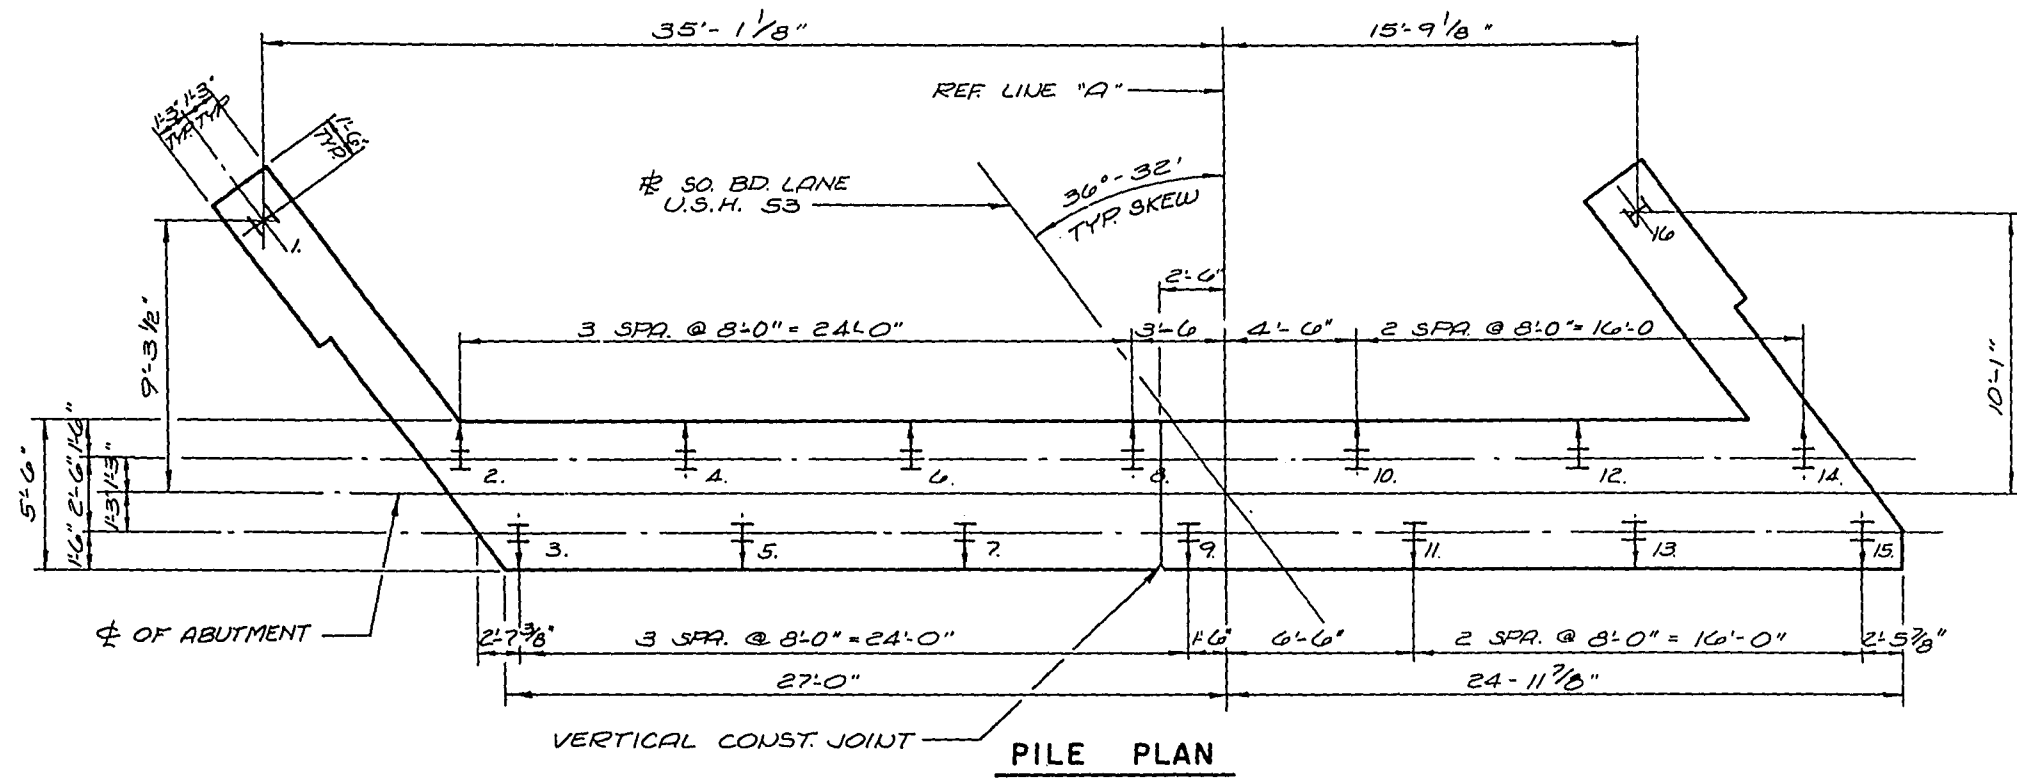 35'-1 1/8"
15'-9 1/8"
REF. LINE "A"
1'-3" 1'-3"
TYP. TYP.
1'-6"
TYP.
℞ SO. BD. LANE
U.S.H. 53
36°-32'
TYP. SKEW
1.
16
2'-6"
3 SPA. @ 8'-0" = 24'-0"
3'-6
4'-6"
2 SPA. @ 8'-0" = 16'-0
9'-3 1/2"
10'-1"
5'-6"
1'-6" 2'-6" 1'-6"
1'-3" 1'-3"
2.
4.
6.
8.
10.
12.
14.
3.
5.
7.
9.
11.
13.
15.
℄ OF ABUTMENT
2'-7 3/8"
3 SPA. @ 8'-0" = 24'-0"
1'-6"
6'-6"
2 SPA. @ 8'-0" = 16'-0"
2'-5 7/8"
27'-0"
24-11 7/8"
VERTICAL CONST. JOINT
PILE PLAN